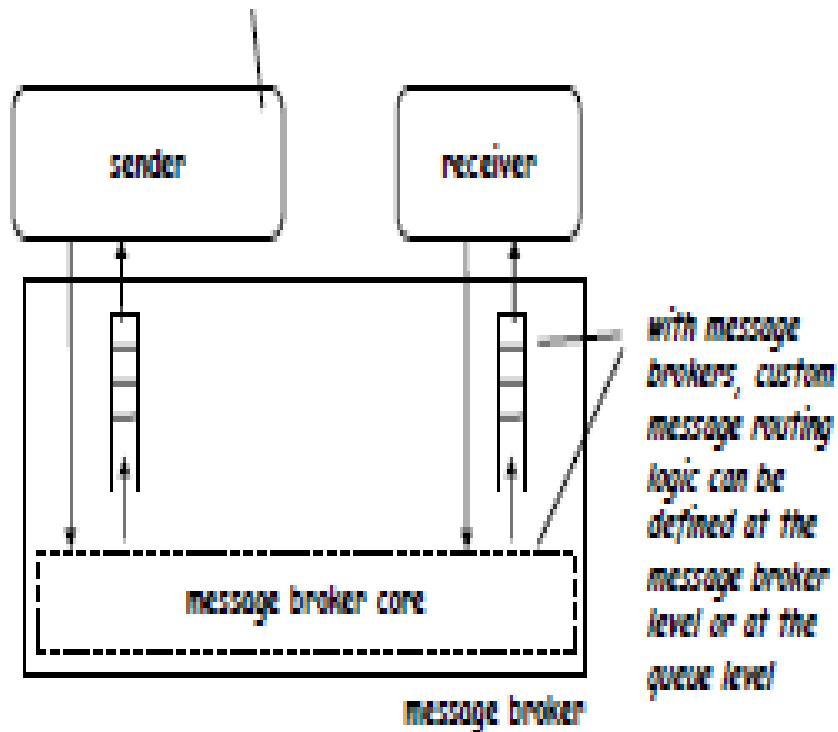 sender
receiver
with message
brokers, custom
message routing
logic can be
defined at the
message broker
level or at the
queue level
message broker core
message broker